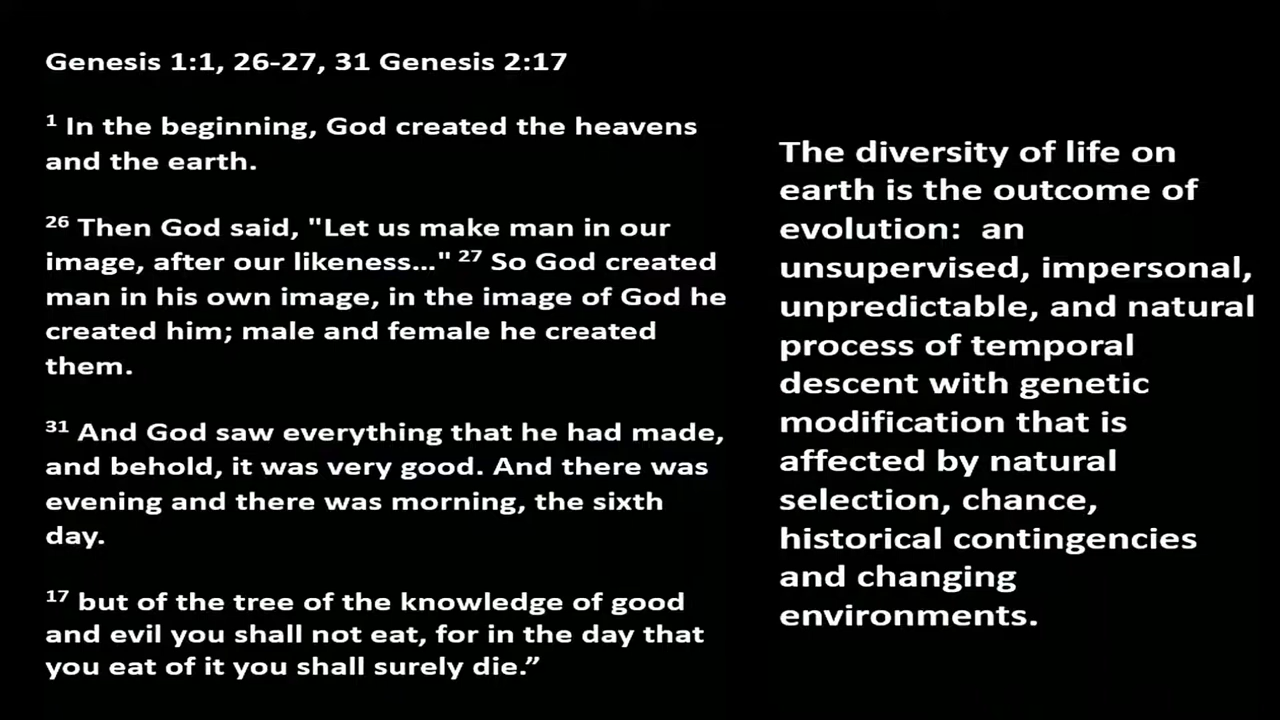 Genesis 1:1, 26-27, 31 Genesis 2:17
1 In the beginning, God created the heavens
and the earth.
26 Then God said, "Let us make man in our
image, after our likeness..." 27 So God created
man in his own image, in the image of God he
created him; male and female he created
them.
31 And God saw everything that he had made,
and behold, it was very good. And there was
evening and there was morning, the sixth
day.
17 but of the tree of the knowledge of good
and evil you shall not eat, for in the day that
you eat of it you shall surely die.”
The diversity of life on
earth is the outcome of
evolution:  an
unsupervised, impersonal,
unpredictable, and natural
process of temporal
descent with genetic
modification that is
affected by natural
selection, chance,
historical contingencies
and changing
environments.